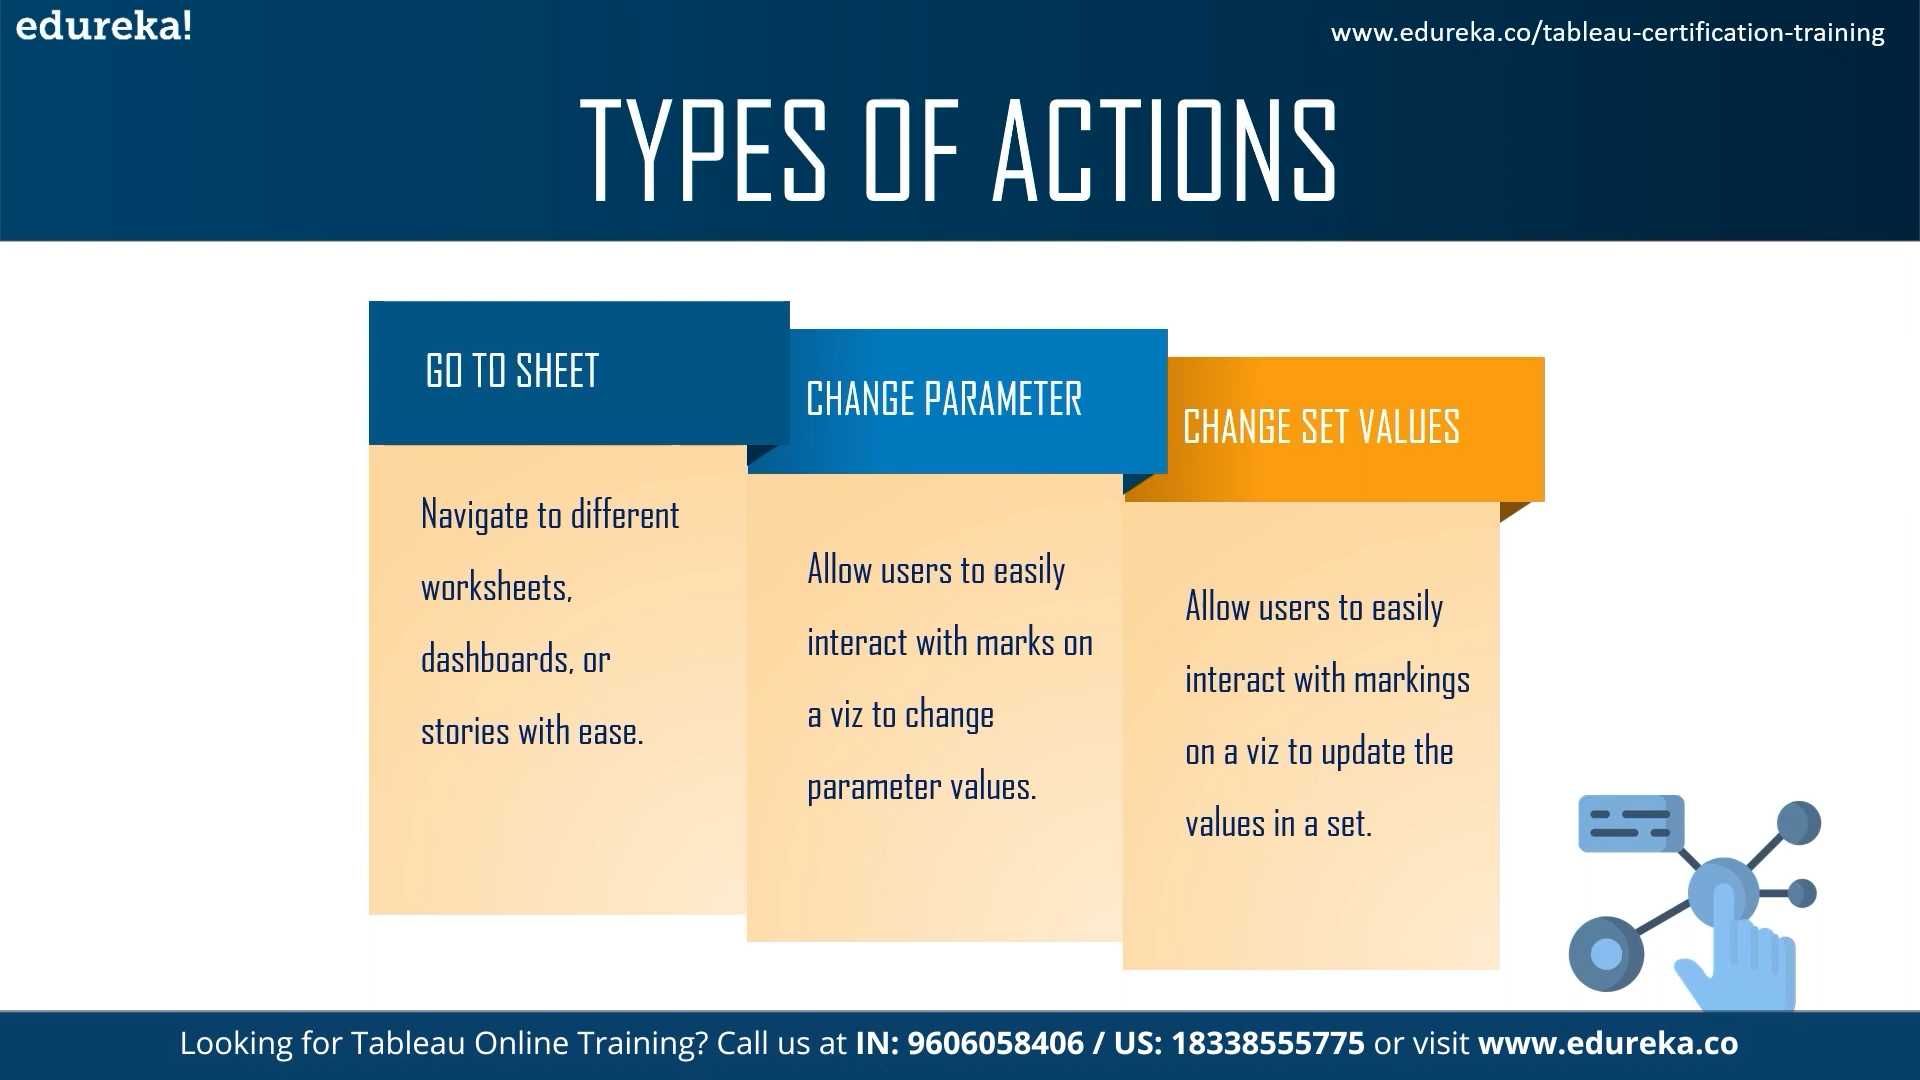 edureka!
www.edureka.co/tableau-certification-training
TYPES OF ACTIONS
GO TO SHEET
Navigate to different
worksheets,
dashboards, or
stories with ease.
CHANGE PARAMETER
Allow users to easily
interact with marks on
a viz to change
parameter values.
CHANGE SET VALUES
Allow users to easily
interact with markings
on a viz to update the
values in a set.
Looking for Tableau Online Training? Call us at IN: 9606058406 / US: 18338555775 or visit www.edureka.co